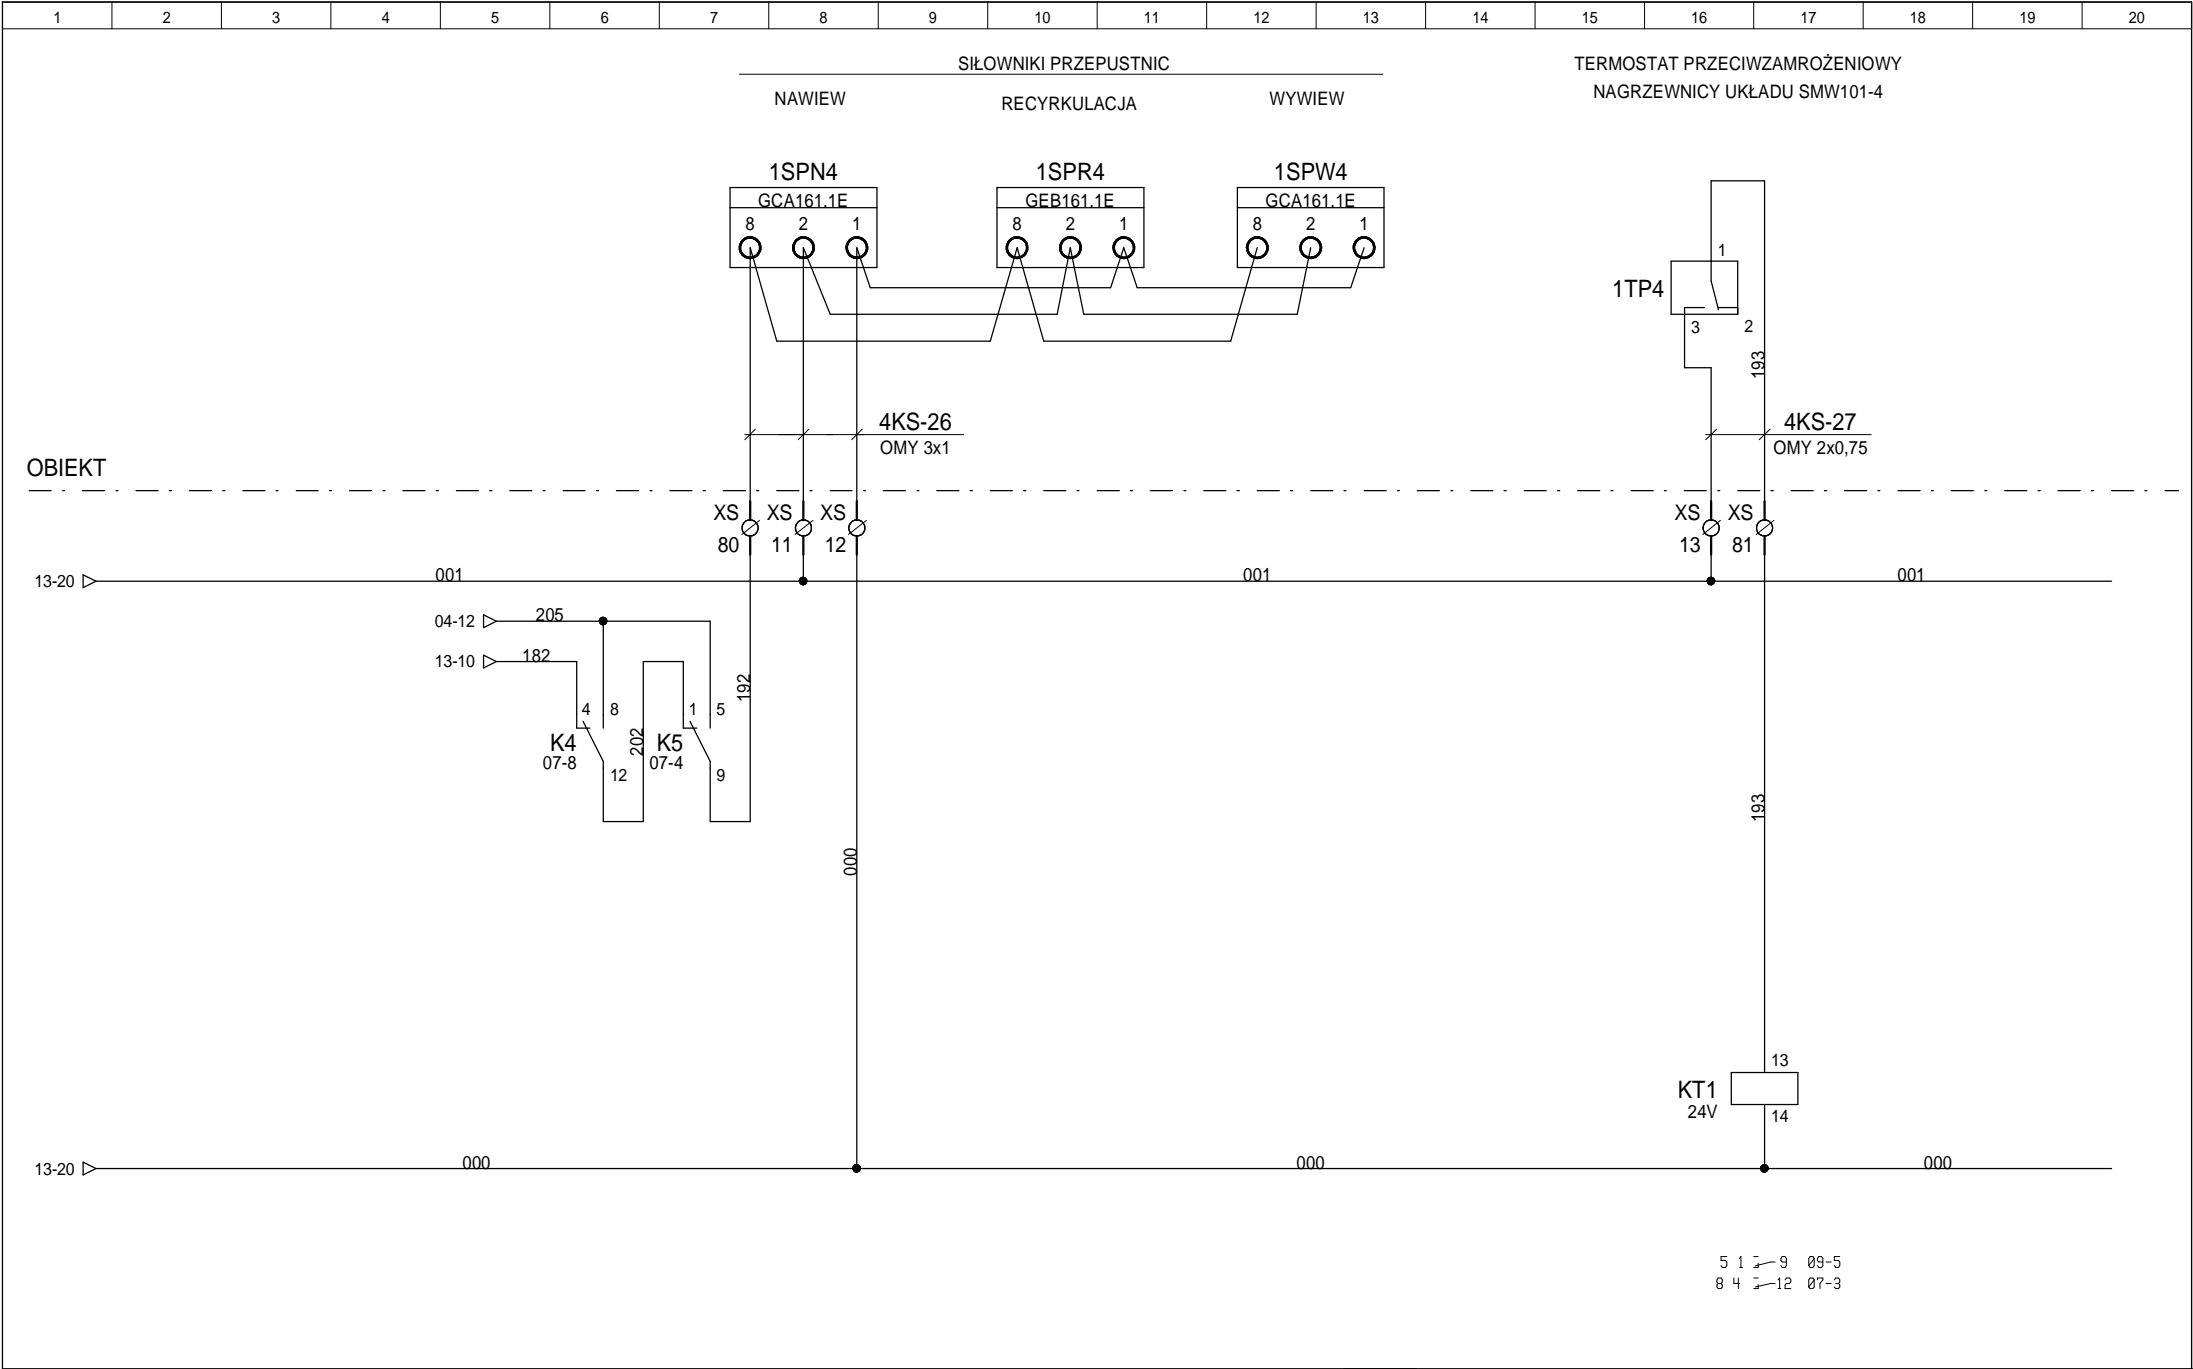 1 2 3 4 5 6 7 8 9 10 11 12 13 14 15 16 17 18 19 20
SIŁOWNIKI PRZEPUSTNIC
TERMOSTAT PRZECIWZAMROŻENIOWY
NAWIEW RECYRKULACJA WYWIEW
NAGRZEWNICY UKŁADU SMW101-4
1SPN4 1SPR4 1SPW4
GCA161.1E GEB161.1E GCA161.1E
8 2 1 8 2 1 8 2 1
1
1TP4
3 2
193
4KS-26 4KS-27
OMY 3x1 OMY 2x0,75
OBIEKT
XS XS XS XS XS
80 11 12 13 81
13-20 001 001 001
04-12 205
13-10 182
192
4 8 1 5
K4 202 K5
07-8 07-4
12 9
193
000
13
KT1
24V 14
13-20 000 000 000
5 1 9 09-5
8 4 12 07-3